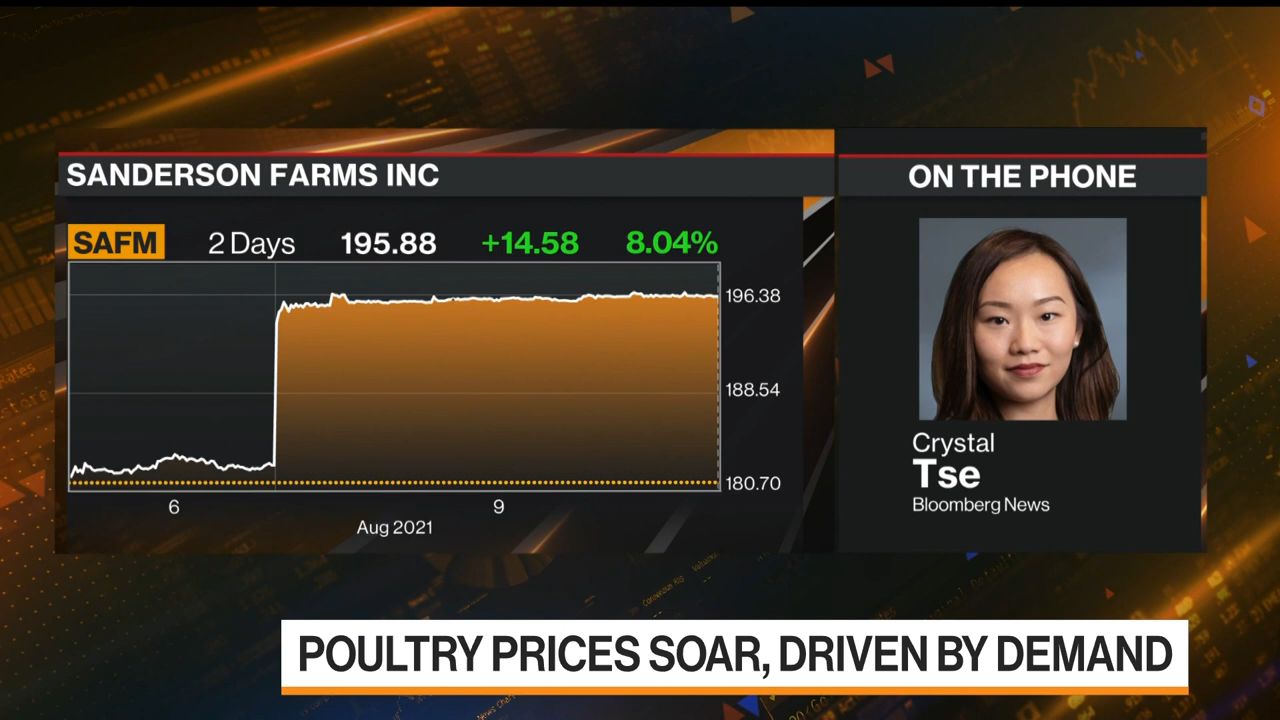 SANDERSON FARMS INC
SAFM 2 Days 195.88 +14.58 8.04%
196.38
188.54
180.70
6 9
Aug 2021
ON THE PHONE
Crystal
Tse
Bloomberg News
POULTRY PRICES SOAR, DRIVEN BY DEMAND